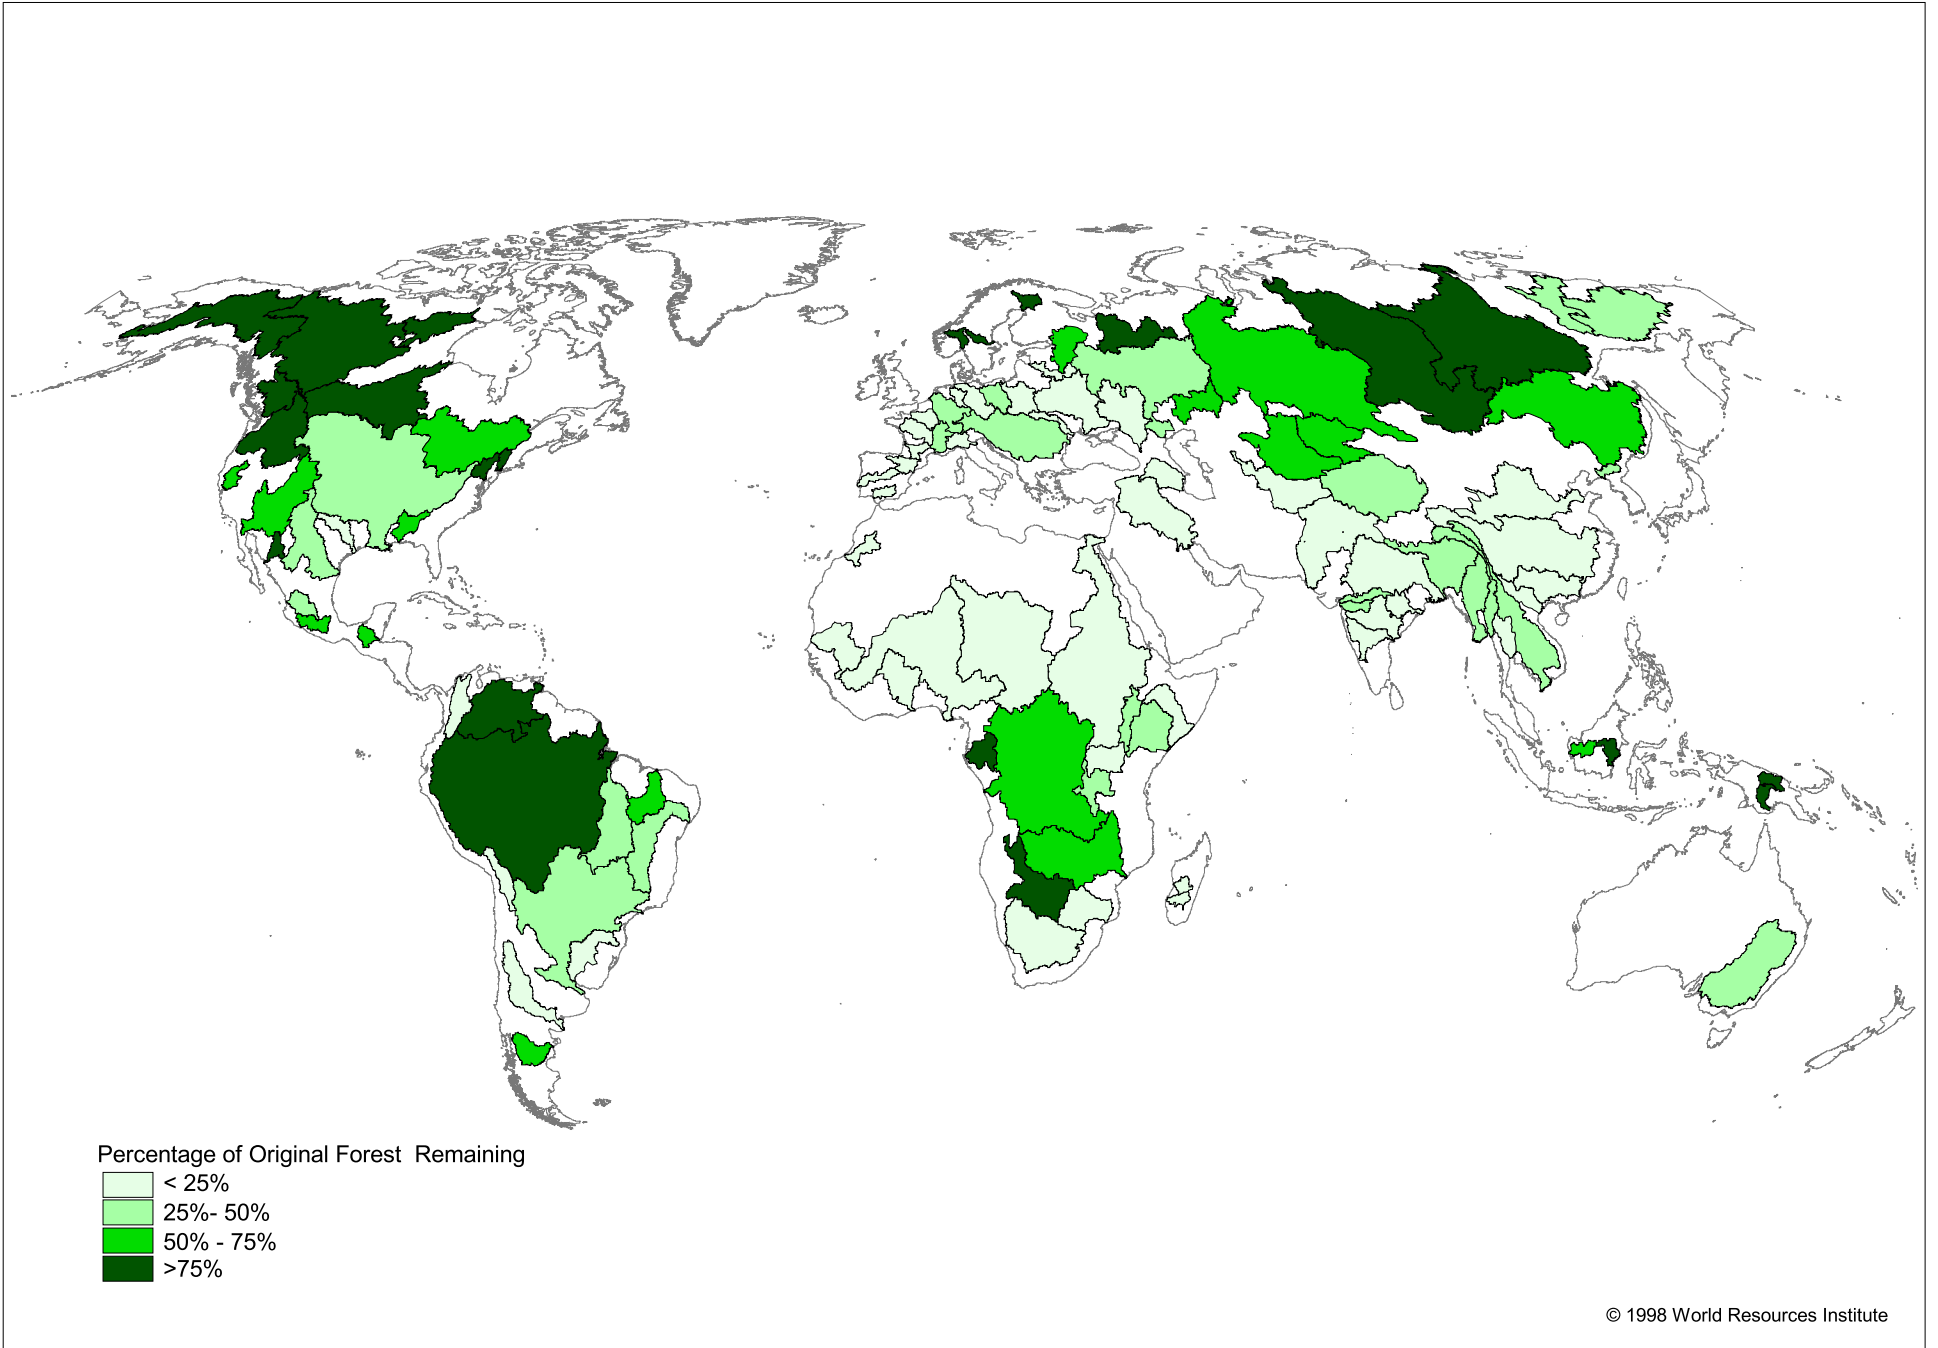 Percentage of Original Forest Remaining
< 25%
25%- 50%
50% - 75%
>75%
© 1998 World Resources Institute